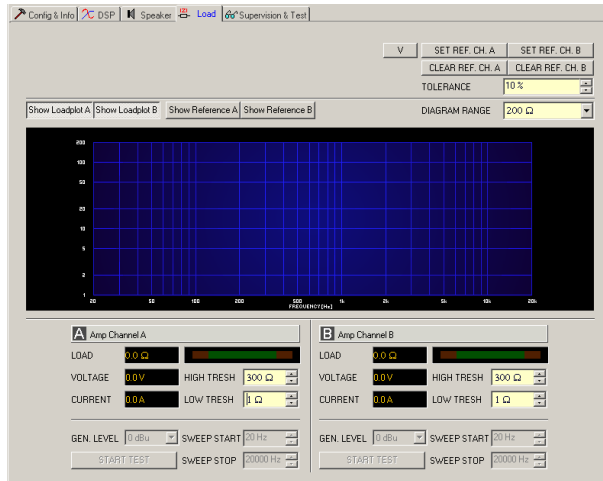 Config & Info DSP Speaker Load Supervision & Test
V SET REF. CH. A SET REF. CH. B
CLEAR REF. CH. A CLEAR REF. CH. B
TOLERANCE 10 %
Show Loadplot A Show Loadplot B Show Reference A Show Reference B DIAGRAM RANGE 200 Ω
200
100
50
20
10
5
2
1
20 50 100 200 500 1k 2k 5k 10k 20k
FREQUENCY[Hz]
A Amp Channel A
LOAD 0.0 Ω
VOLTAGE 0.0 V HIGH TRESH 300 Ω
CURRENT 0.0 A LOW TRESH 1 Ω
GEN. LEVEL 0 dBu SWEEP START 20 Hz
START TEST SWEEP STOP 20000 Hz
B Amp Channel B
LOAD 0.0 Ω
VOLTAGE 0.0 V HIGH TRESH 300 Ω
CURRENT 0.0 A LOW TRESH 1 Ω
GEN. LEVEL 0 dBu SWEEP START 20 Hz
START TEST SWEEP STOP 20000 Hz